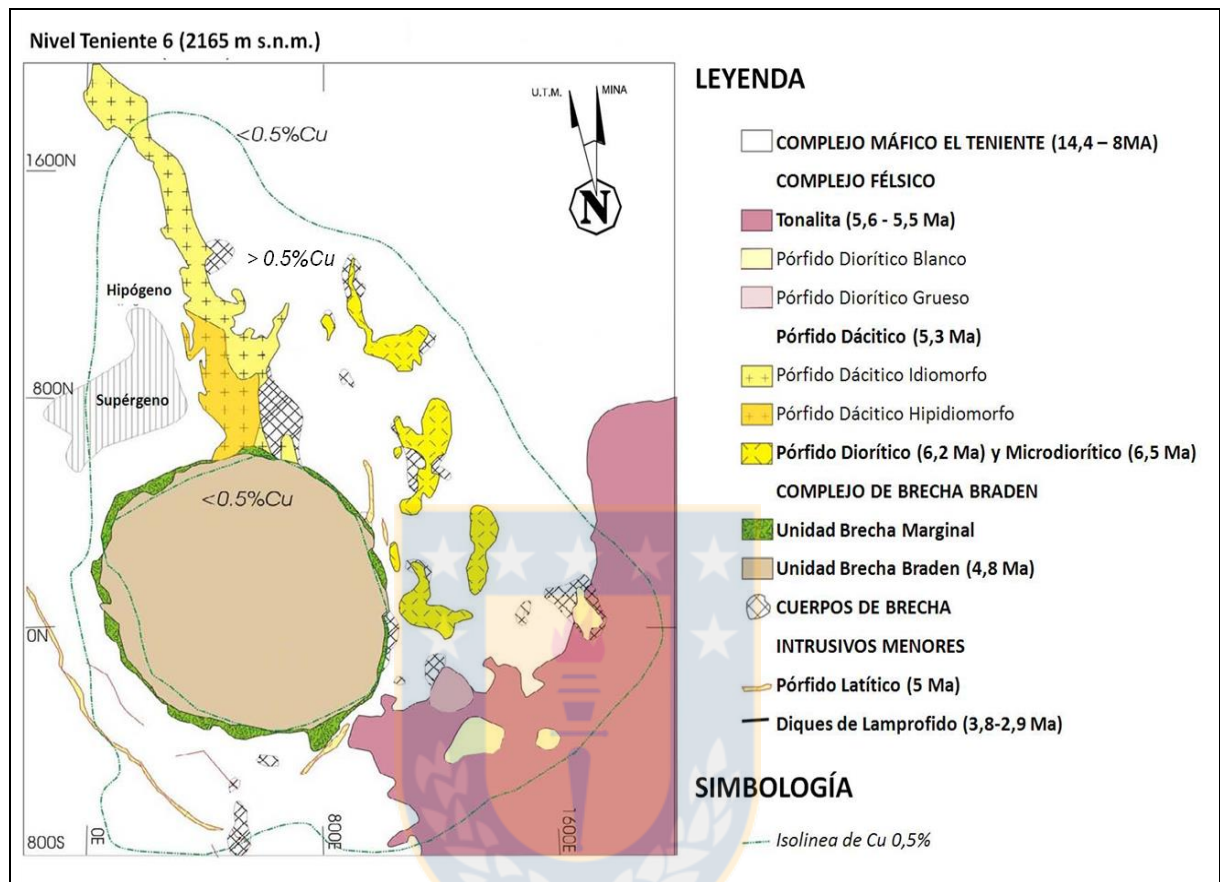 Nivel Teniente 6 (2165 m s.n.m.)
U.T.M.
MINA
N
<0.5%Cu
1600N
> 0.5%Cu
Hipógeno
800N
Supérgeno
<0.5%Cu
0N
800S
0E
800E
1600E
LEYENDA
COMPLEJO MÁFICO EL TENIENTE (14,4 – 8MA)
COMPLEJO FÉLSICO
Tonalita (5,6 - 5,5 Ma)
Pórfido Diorítico Blanco
Pórfido Diorítico Grueso
Pórfido Dácitico (5,3 Ma)
Pórfido Dácitico Idiomorfo
Pórfido Dácitico Hipidiomorfo
Pórfido Diorítico (6,2 Ma) y Microdiorítico (6,5 Ma)
COMPLEJO DE BRECHA BRADEN
Unidad Brecha Marginal
Unidad Brecha Braden (4,8 Ma)
CUERPOS DE BRECHA
INTRUSIVOS MENORES
Pórfido Latítico (5 Ma)
Diques de Lamprofido (3,8-2,9 Ma)
SIMBOLOGÍA
Isolinea de Cu 0,5%